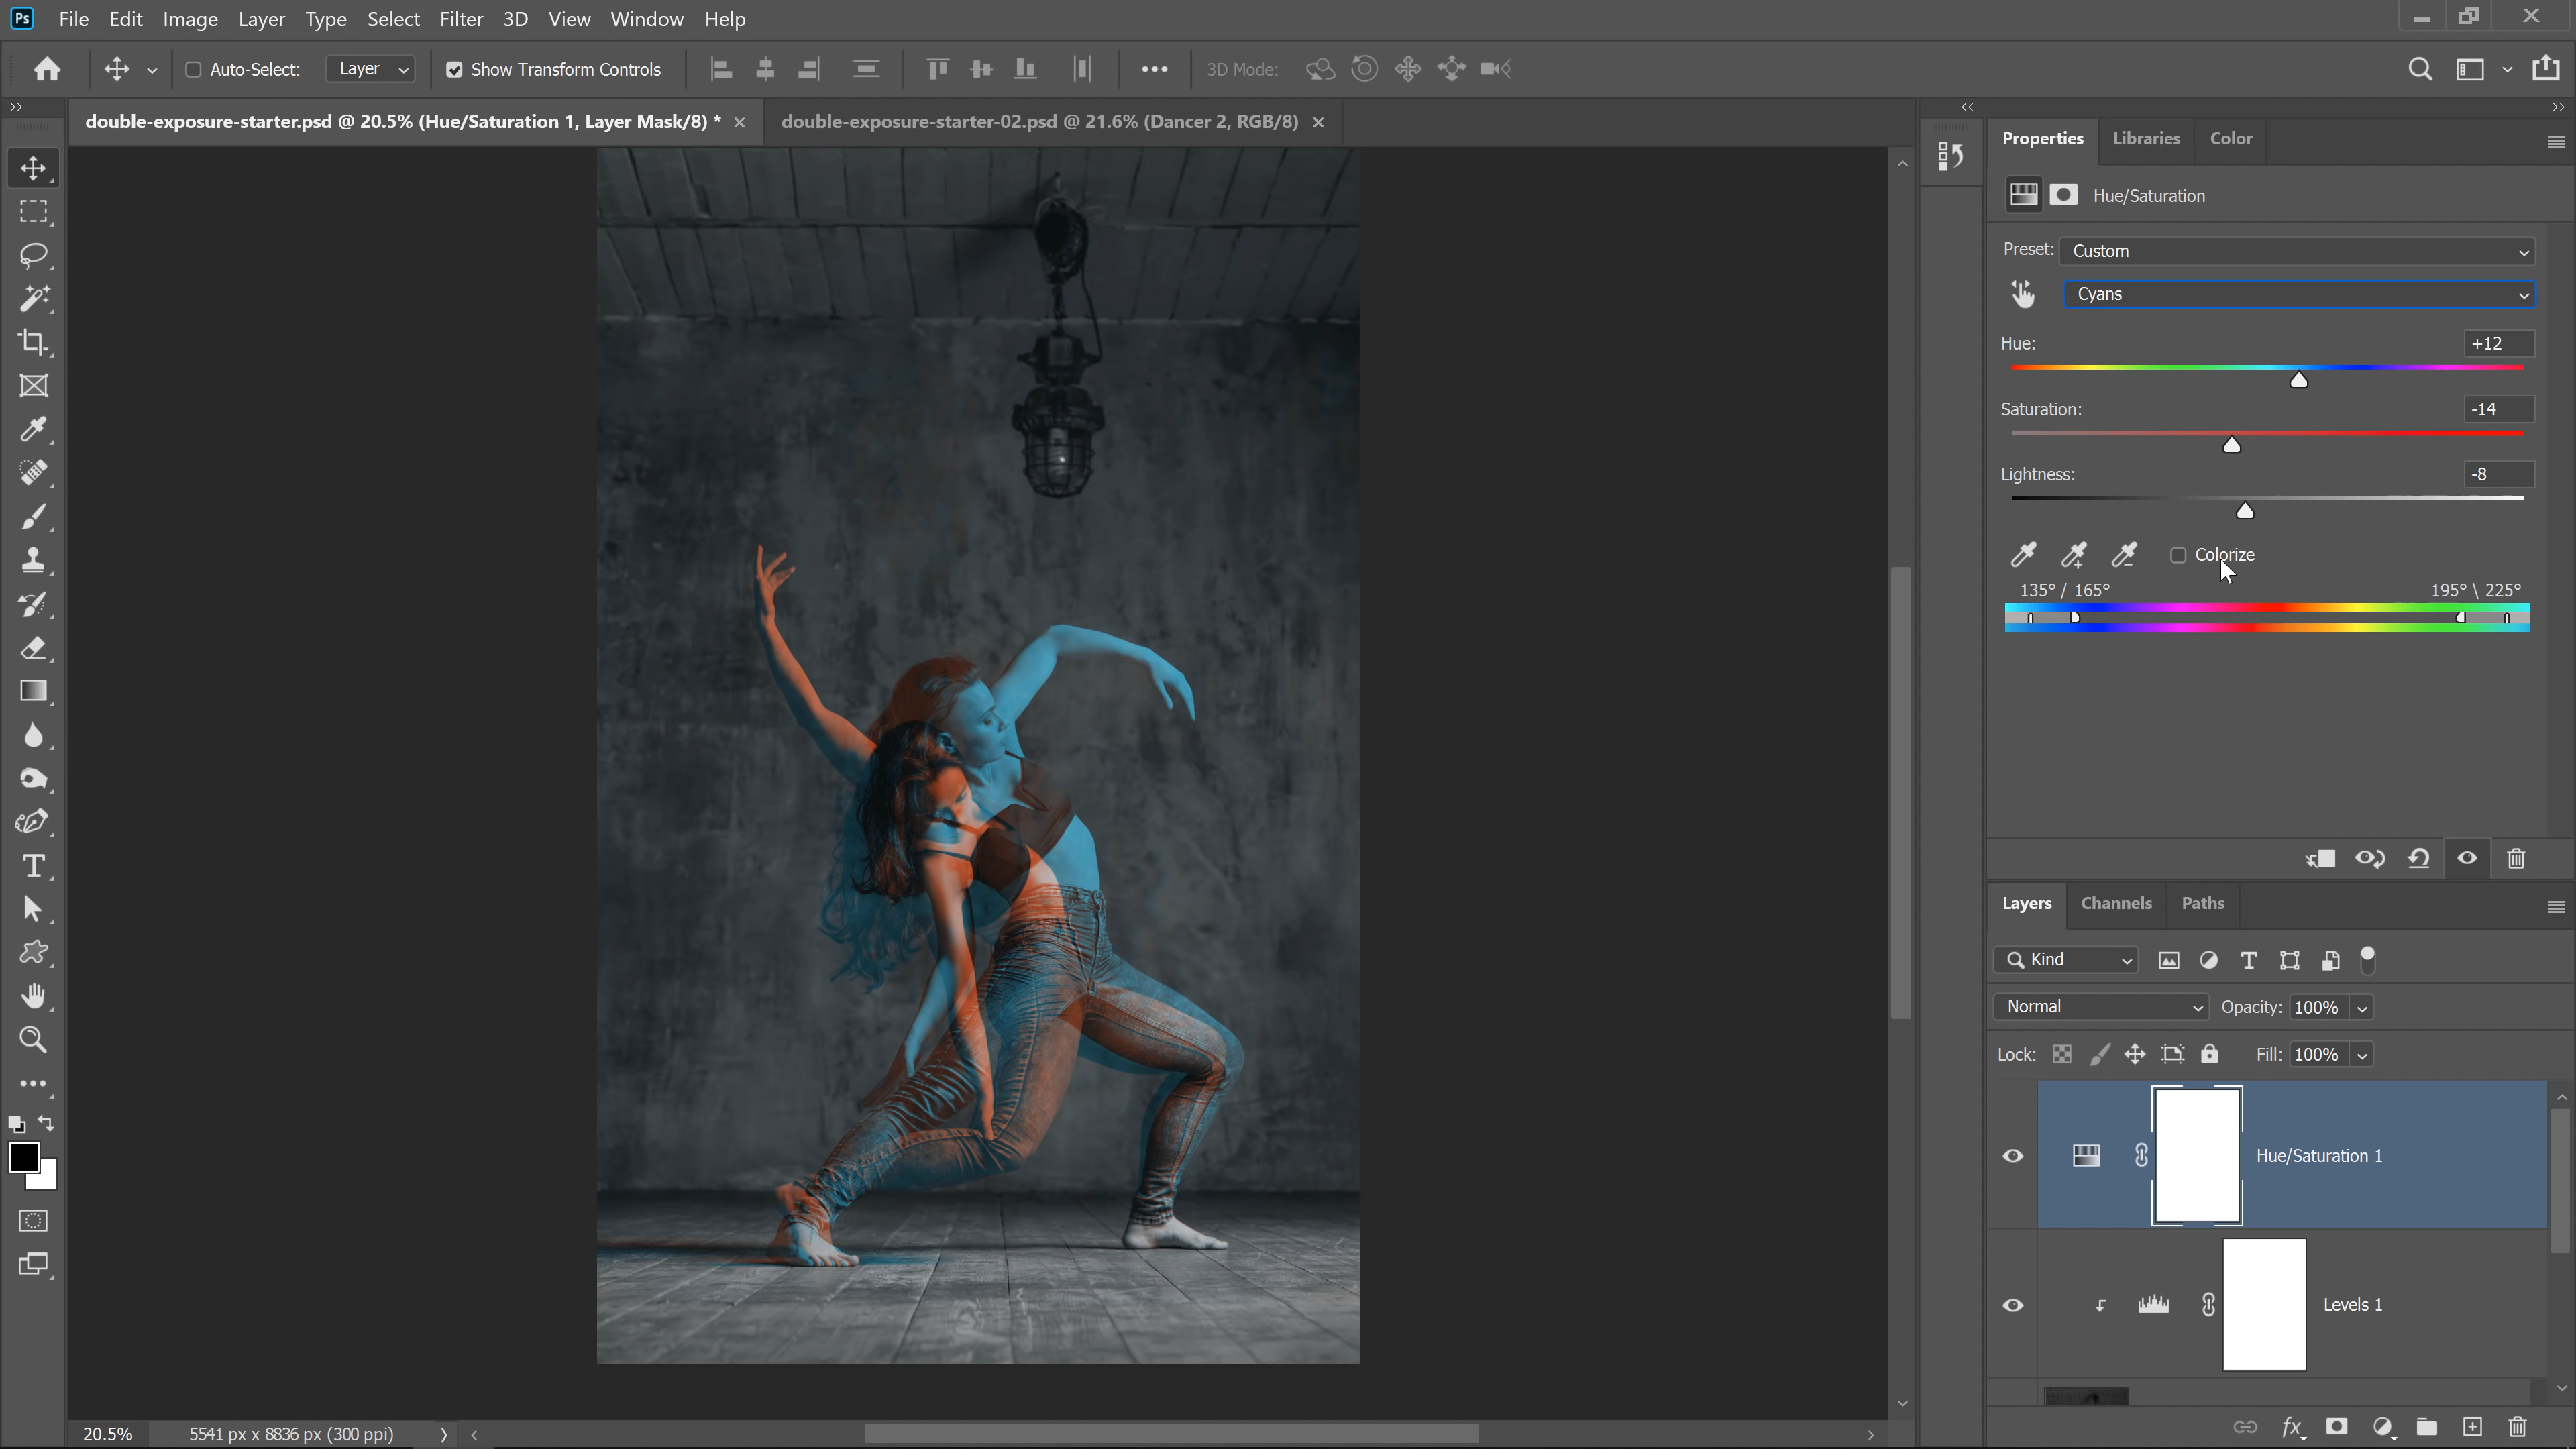 Ps File Edit Image Layer Type Select Filter 3D View Window Help
Auto-Select: Layer Show Transform Controls 3D Mode:
double-exposure-starter.psd @ 20.5% (Hue/Saturation 1, Layer Mask/8) *
double-exposure-starter-02.psd @ 21.6% (Dancer 2, RGB/8)
Properties Libraries Color
Hue/Saturation
Preset: Custom
Cyans
Hue: +12
Saturation: -14
Lightness: -8
Colorize
135° / 165° 195° \ 225°
Layers Channels Paths
Kind
Normal Opacity: 100%
Lock: Fill: 100%
Hue/Saturation 1
Levels 1
fx
20.5% 5541 px x 8836 px (300 ppi)